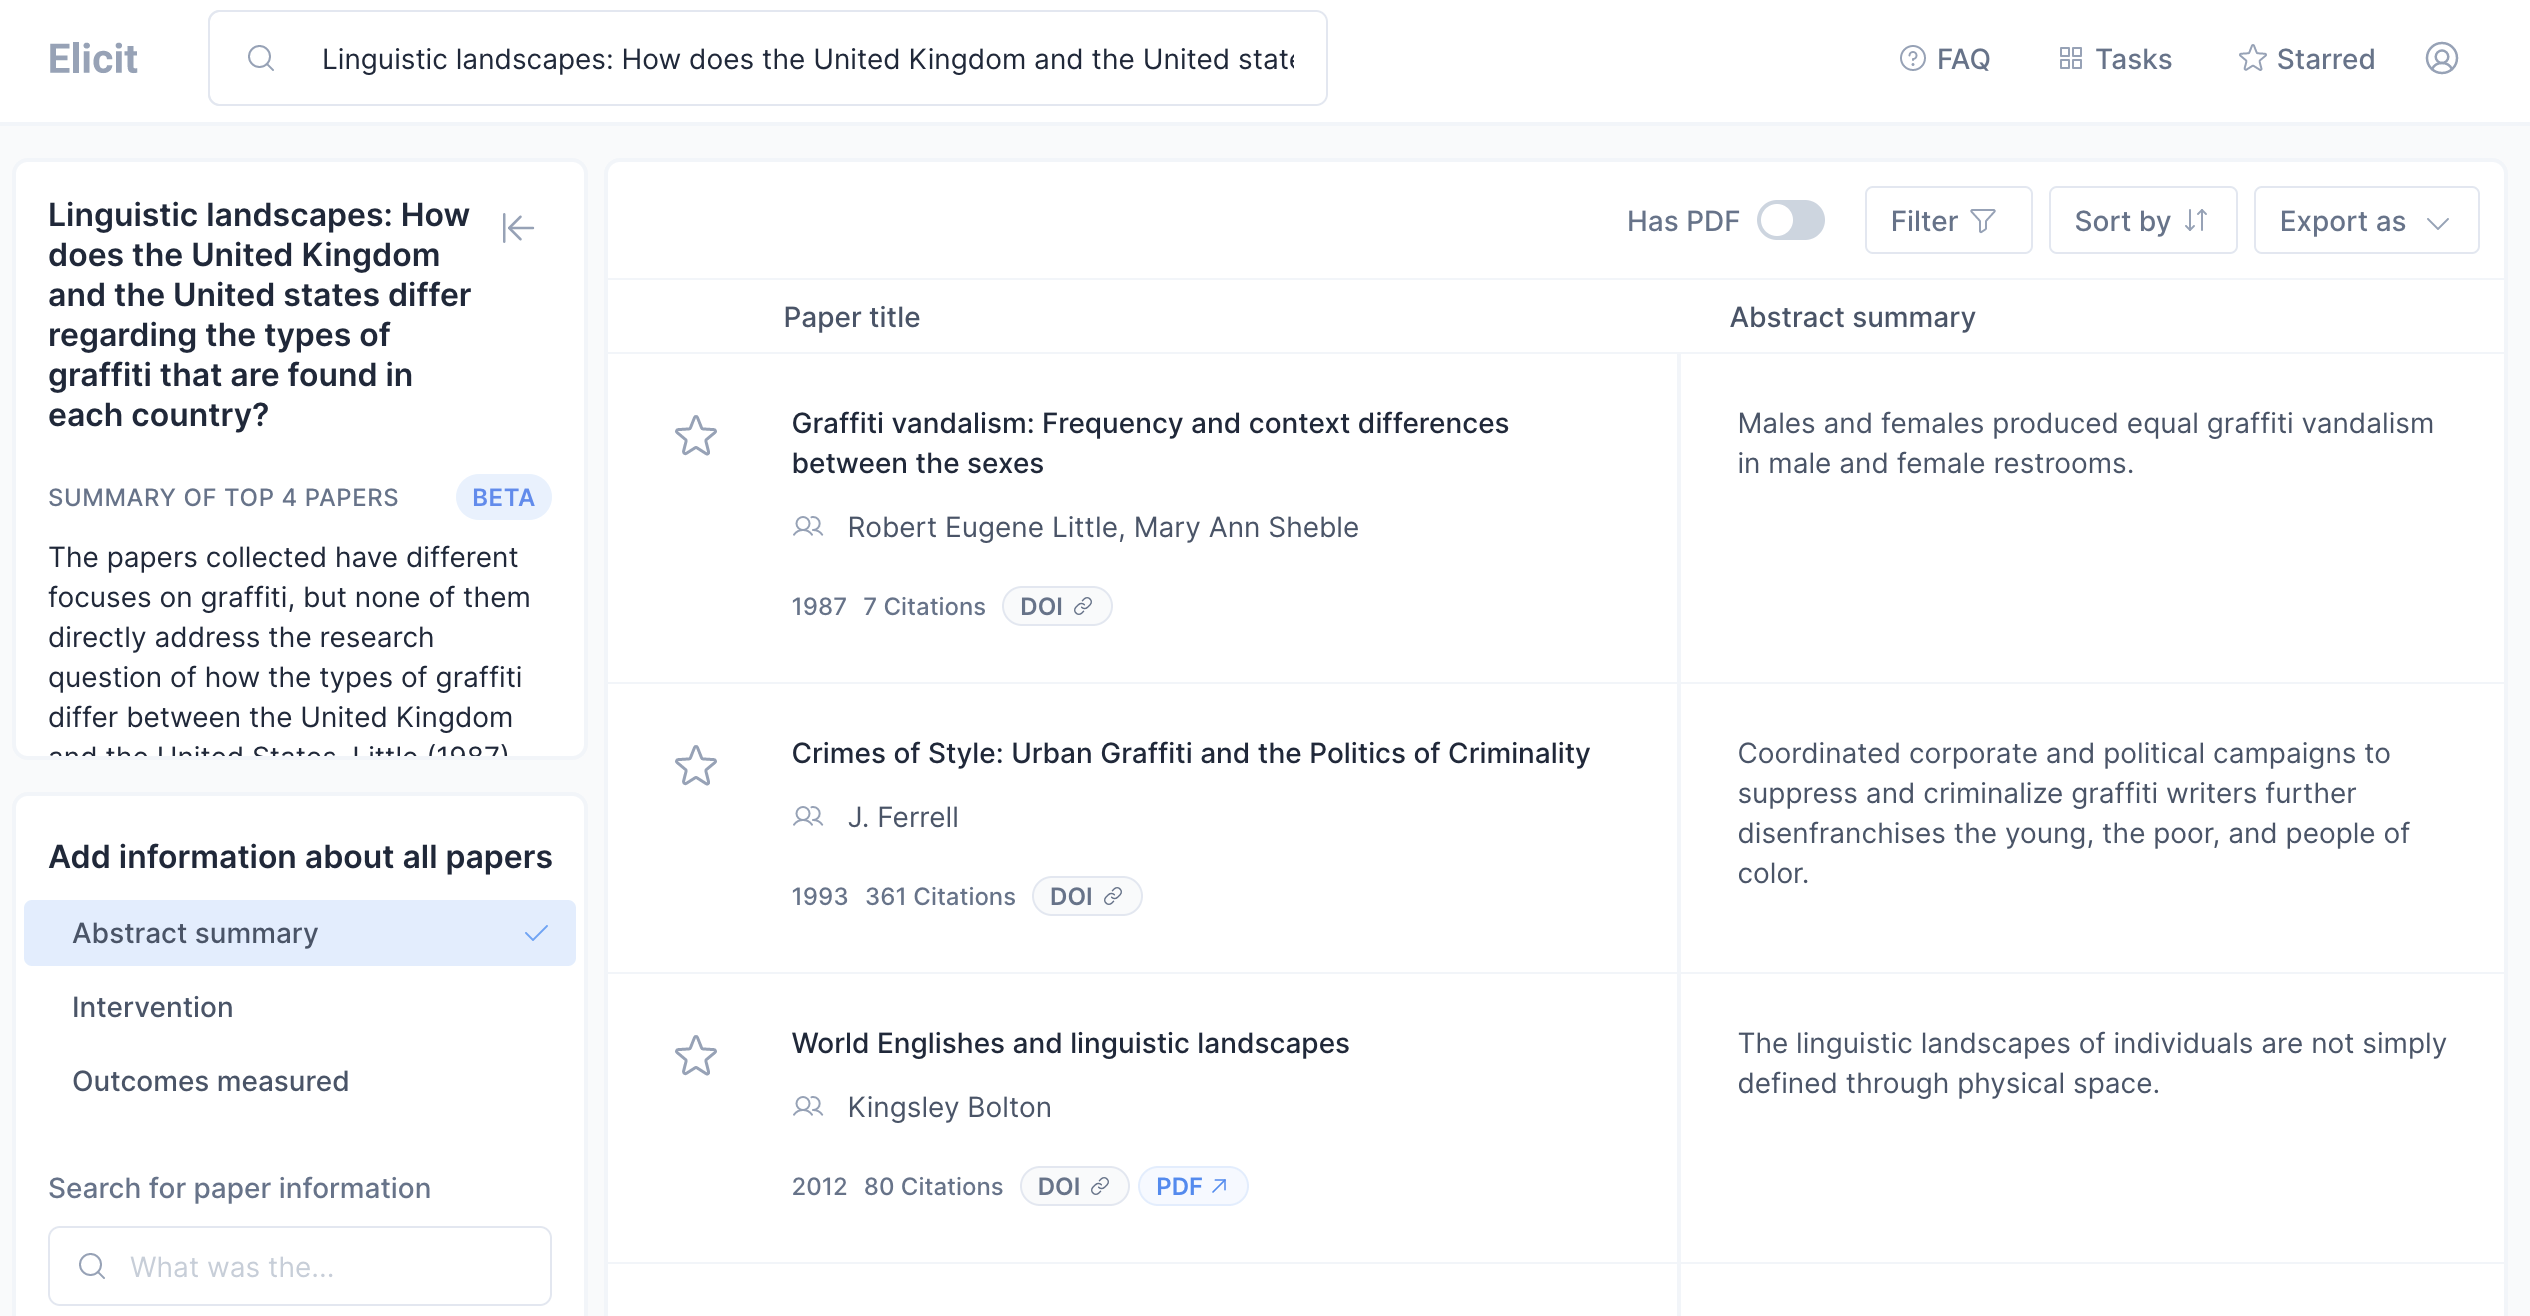 Elicit
Linguistic landscapes: How does the United Kingdom and the United state
FAQ
Tasks
Starred
Linguistic landscapes: How
does the United Kingdom
and the United states differ
regarding the types of
graffiti that are found in
each country?
SUMMARY OF TOP 4 PAPERS
BETA
The papers collected have different
focuses on graffiti, but none of them
directly address the research
question of how the types of graffiti
differ between the United Kingdom
and the United States. Little (1987)
Add information about all papers
Abstract summary
Intervention
Outcomes measured
Search for paper information
What was the...
Has PDF
Filter
Sort by
Export as
Paper title
Abstract summary
Graffiti vandalism: Frequency and context differences
between the sexes
Robert Eugene Little, Mary Ann Sheble
1987 7 Citations DOI
Males and females produced equal graffiti vandalism
in male and female restrooms.
Crimes of Style: Urban Graffiti and the Politics of Criminality
J. Ferrell
1993 361 Citations DOI
Coordinated corporate and political campaigns to
suppress and criminalize graffiti writers further
disenfranchises the young, the poor, and people of
color.
World Englishes and linguistic landscapes
Kingsley Bolton
2012 80 Citations DOI PDF
The linguistic landscapes of individuals are not simply
defined through physical space.